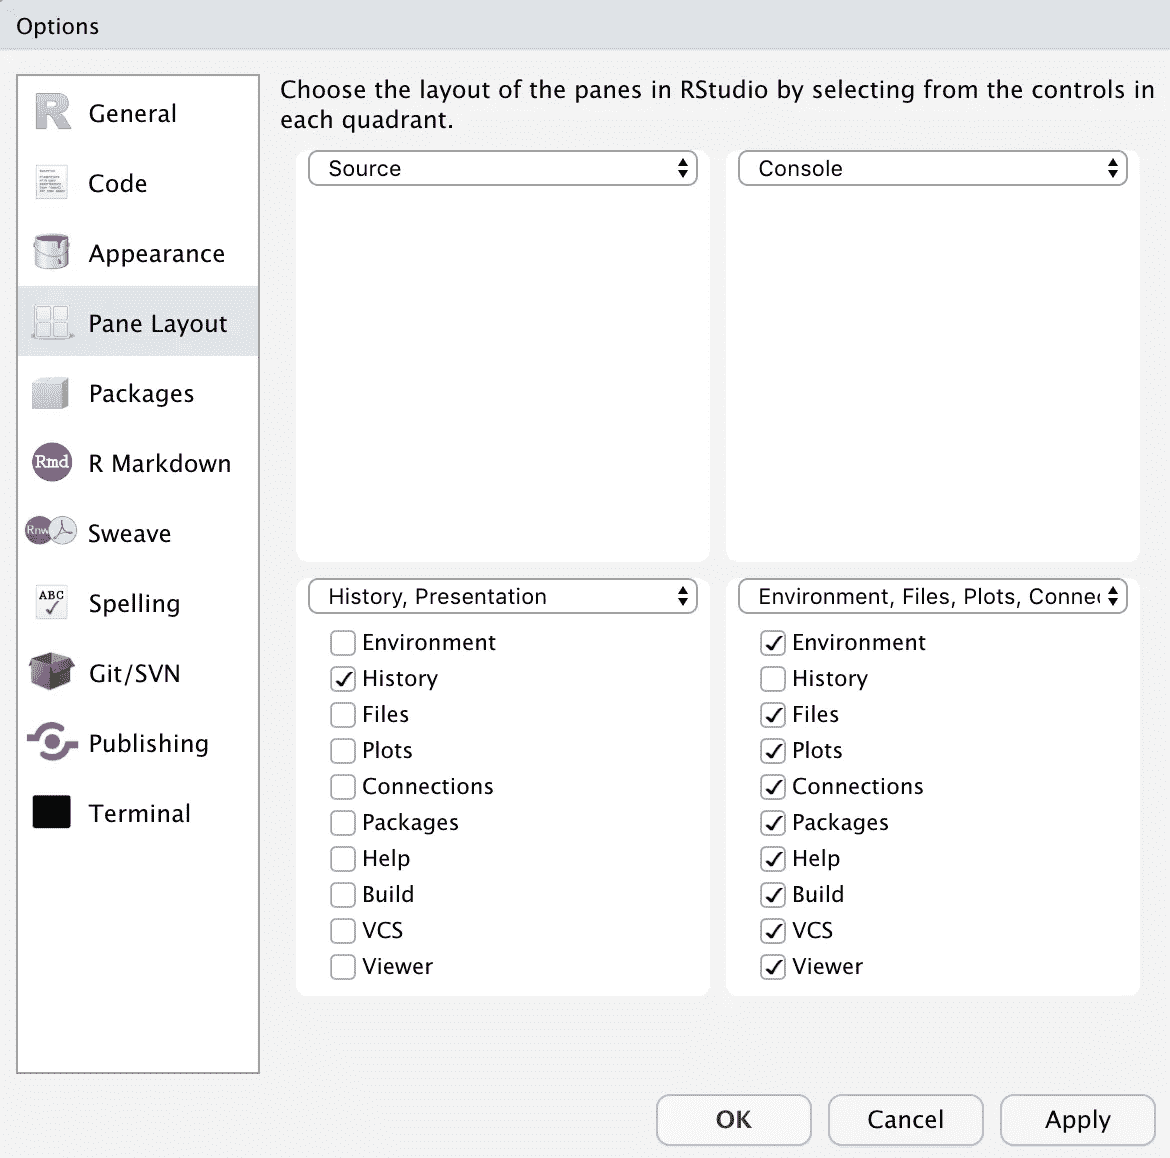 Options
General
Code
Appearance
Pane Layout
Packages
Rmd
R Markdown
Rnw
Sweave
ABC
Spelling
Git/SVN
Publishing
Terminal
Choose the layout of the panes in RStudio by selecting from the controls in
each quadrant.
Source
Console
History, Presentation
Environment
History
Files
Plots
Connections
Packages
Help
Build
VCS
Viewer
Environment, Files, Plots, Conne
Environment
History
Files
Plots
Connections
Packages
Help
Build
VCS
Viewer
OK
Cancel
Apply